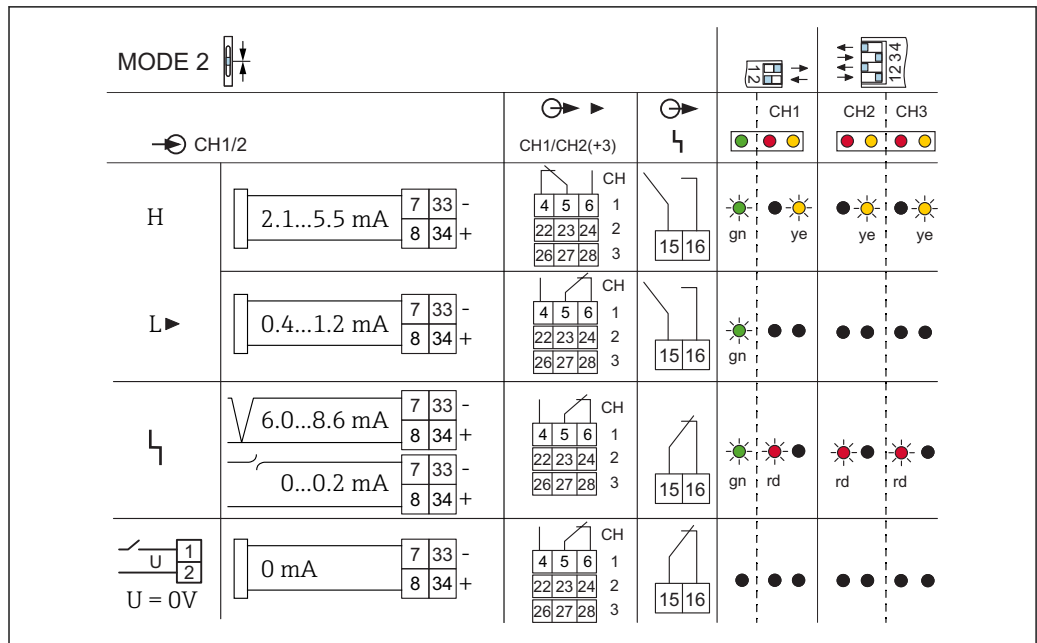 MODE 2
1 2
1 2 3 4
CH1/2
CH1/CH2(+3)
CH1
CH2 CH3
H
2.1...5.5 mA
7 33 -
8 34 +
CH
4 5 6 1
22 23 24 2
26 27 28 3
15 16
gn ye ye ye
L
0.4...1.2 mA
7 33 -
8 34 +
CH
4 5 6 1
22 23 24 2
26 27 28 3
15 16
gn
6.0...8.6 mA
7 33 -
8 34 +
0...0.2 mA
7 33 -
8 34 +
CH
4 5 6 1
22 23 24 2
26 27 28 3
15 16
gn rd rd rd
U
1
2
U = 0V
0 mA
7 33 -
8 34 +
CH
4 5 6 1
22 23 24 2
26 27 28 3
15 16